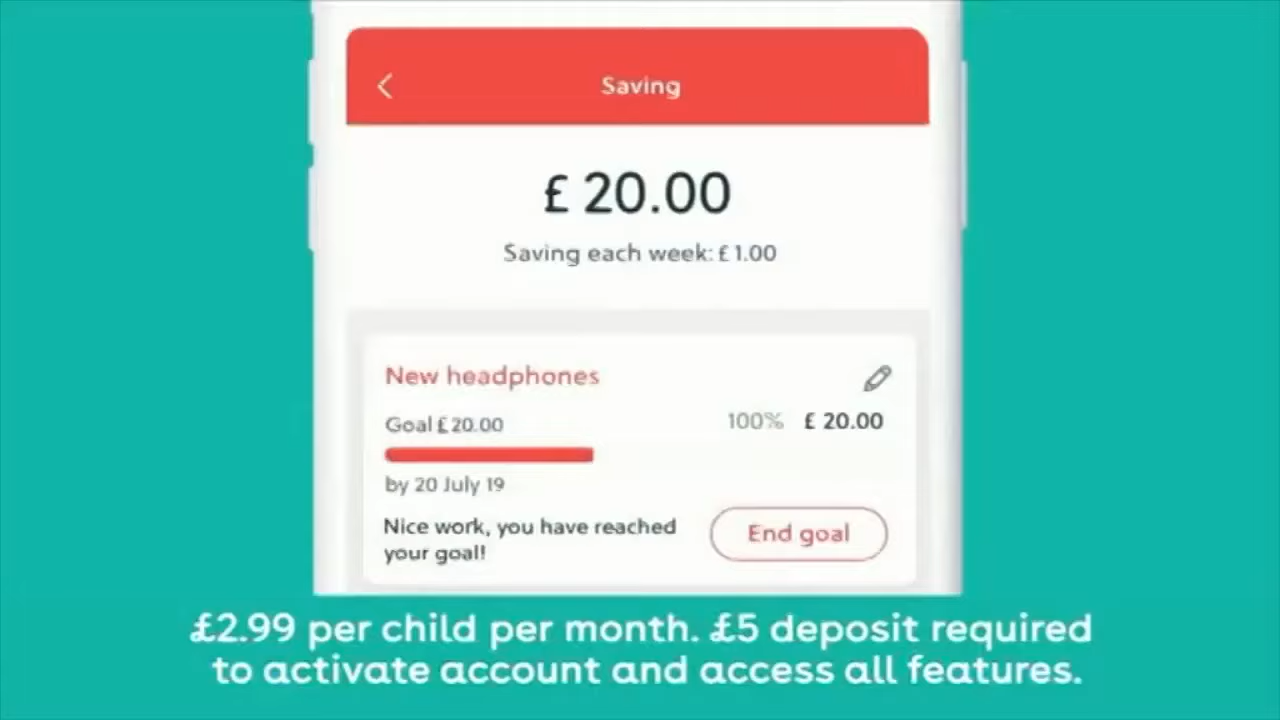 Saving
£ 20.00
Saving each week: £1.00
New headphones
Goal £20.00
100% £ 20.00
by 20 July 19
Nice work, you have reached
your goal!
End goal
£2.99 per child per month. £5 deposit required
to activate account and access all features.